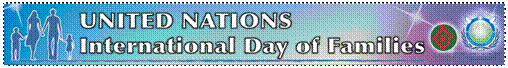 UNITED NATIONS
International Day of Families